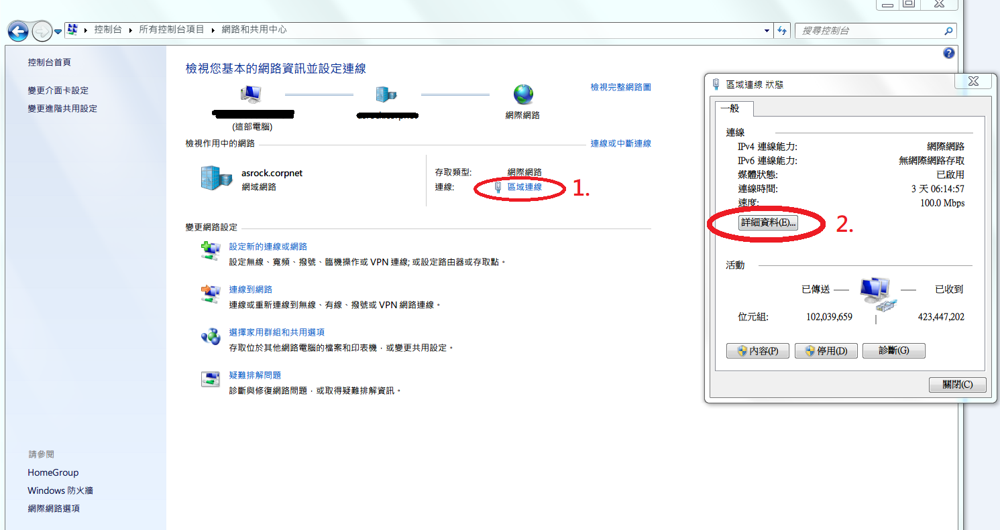 控制台 ▸ 所有控制台項目 ▸ 網路和共用中心
搜尋控制台
控制台首頁
變更介面卡設定
變更進階共用設定
請參閱
HomeGroup
Windows 防火牆
網際網路選項
檢視您基本的網路資訊並設定連線
檢視完整網路圖
網際網路
(這部電腦)
檢視作用中的網路
連線或中斷連線
asrock.corpnet
網域網路
存取類型: 網際網路
連線: 區域連線 1.
變更網路設定
設定新的連線或網路
設定無線、寬頻、撥號、臨機操作或 VPN 連線; 或設定路由器或存取點。
連線到網路
連線或重新連線到無線、有線、撥號或 VPN 網路連線。
選擇家用群組和共用選項
存取位於其他網路電腦的檔案和印表機，或變更共用設定。
疑難排解問題
診斷與修復網路問題，或取得疑難排解資訊。
區域連線 狀態
一般
連線
IPv4 連線能力: 網際網路
IPv6 連線能力: 無網際網路存取
媒體狀態: 已啟用
連線時間: 3 天 06:14:57
速度: 100.0 Mbps
詳細資料(E)... 2.
活動
已傳送 已收到
位元組: 102,039,659 423,447,202
內容(P) 停用(D) 診斷(G)
關閉(C)